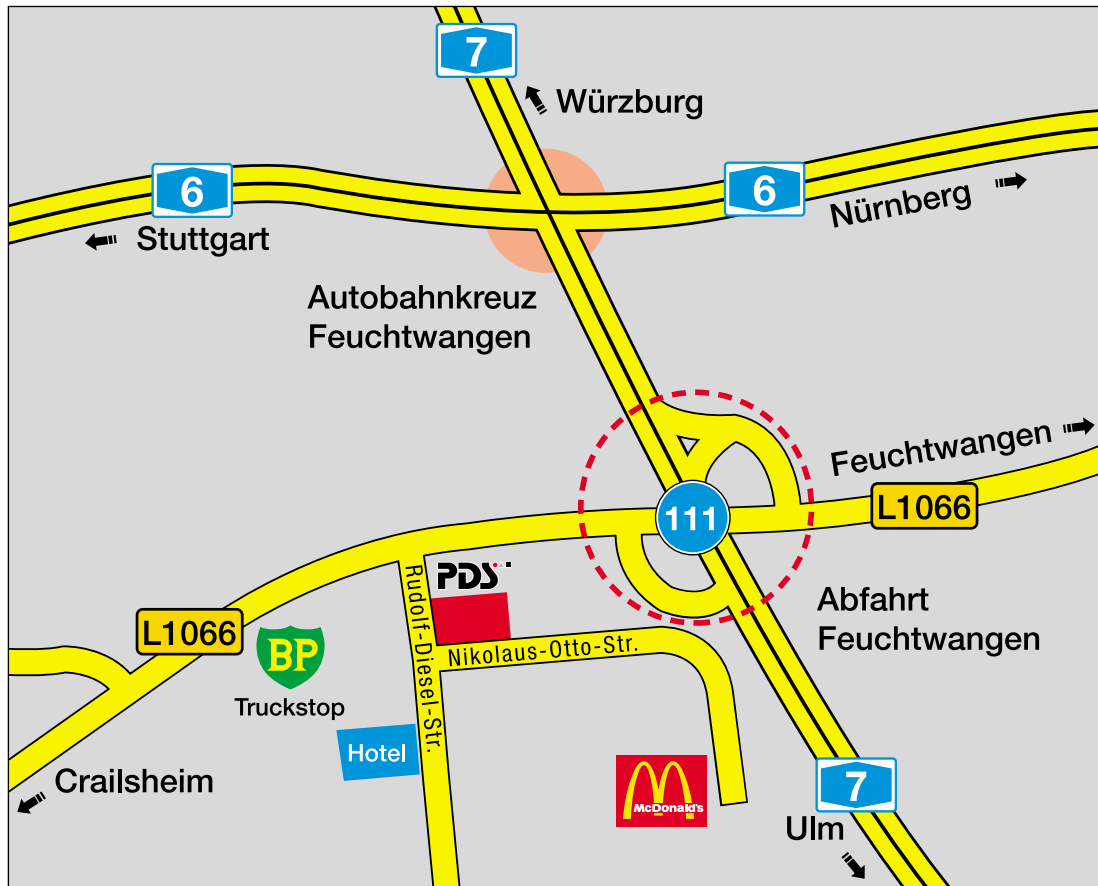 7
Würzburg
6
6
Nürnberg
Stuttgart
Autobahnkreuz
Feuchtwangen
Feuchtwangen
L1066
111
PDS
Rudolf-Diesel-Str.
Abfahrt
Feuchtwangen
L1066
BP
Truckstop
Nikolaus-Otto-Str.
Hotel
Crailsheim
McDonald's
7
Ulm